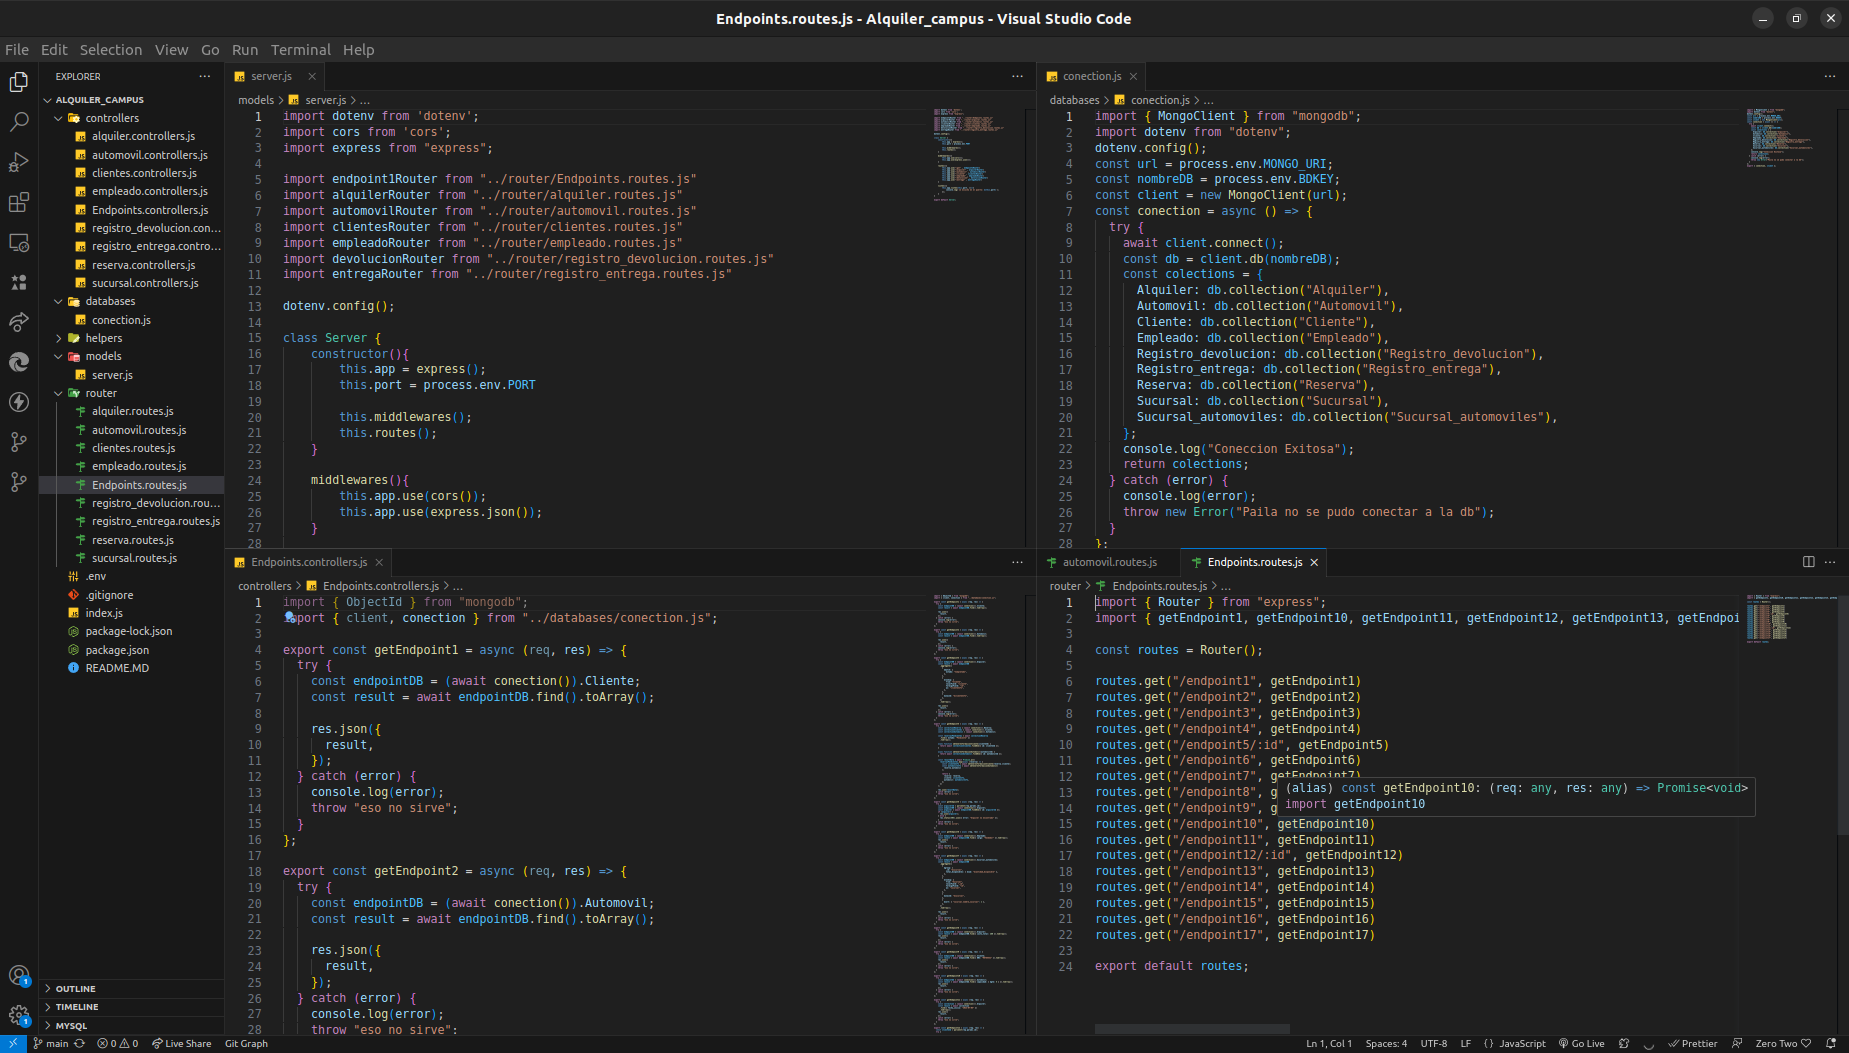 Endpoints.routes.js - Alquiler_campus - Visual Studio Code
File Edit Selection View Go Run Terminal Help
EXPLORER
ALQUILER_CAMPUS
controllers
alquiler.controllers.js
automovil.controllers.js
clientes.controllers.js
empleado.controllers.js
Endpoints.controllers.js
registro_devolucion.con...
registro_entrega.contro...
reserva.controllers.js
sucursal.controllers.js
databases
conection.js
helpers
models
server.js
router
alquiler.routes.js
automovil.routes.js
clientes.routes.js
empleado.routes.js
Endpoints.routes.js
registro_devolucion.rou...
registro_entrega.routes.js
reserva.routes.js
sucursal.routes.js
.env
.gitignore
index.js
package-lock.json
package.json
README.MD
OUTLINE
TIMELINE
MYSQL
server.js
models > server.js > ...
1 import dotenv from 'dotenv';
2 import cors from 'cors';
3 import express from "express";
4
5 import endpoint1Router from "../router/Endpoints.routes.js"
6 import alquilerRouter from "../router/alquiler.routes.js"
7 import automovilRouter from "../router/automovil.routes.js"
8 import clientesRouter from "../router/clientes.routes.js"
9 import empleadoRouter from "../router/empleado.routes.js"
10 import devolucionRouter from "../router/registro_devolucion.routes.js"
11 import entregaRouter from "../router/registro_entrega.routes.js"
12
13 dotenv.config();
14
15 class Server {
16 constructor(){
17 this.app = express();
18 this.port = process.env.PORT
19
20 this.middlewares();
21 this.routes();
22 }
23
24 middlewares(){
25 this.app.use(cors());
26 this.app.use(express.json());
27 }
28
conection.js
databases > conection.js > ...
1 import { MongoClient } from "mongodb";
2 import dotenv from "dotenv";
3 dotenv.config();
4 const url = process.env.MONGO_URI;
5 const nombreDB = process.env.BDKEY;
6 const client = new MongoClient(url);
7 const conection = async () => {
8 try {
9 await client.connect();
10 const db = client.db(nombreDB);
11 const colections = {
12 Alquiler: db.collection("Alquiler"),
13 Automovil: db.collection("Automovil"),
14 Cliente: db.collection("Cliente"),
15 Empleado: db.collection("Empleado"),
16 Registro_devolucion: db.collection("Registro_devolucion"),
17 Registro_entrega: db.collection("Registro_entrega"),
18 Reserva: db.collection("Reserva"),
19 Sucursal: db.collection("Sucursal"),
20 Sucursal_automoviles: db.collection("Sucursal_automoviles"),
21 };
22 console.log("Coneccion Exitosa");
23 return colections;
24 } catch (error) {
25 console.log(error);
26 throw new Error("Paila no se pudo conectar a la db");
27 }
28 };
Endpoints.controllers.js
controllers > Endpoints.controllers.js > ...
1 import { ObjectId } from "mongodb";
2 import { client, conection } from "../databases/conection.js";
3
4 export const getEndpoint1 = async (req, res) => {
5 try {
6 const endpointDB = (await conection()).Cliente;
7 const result = await endpointDB.find().toArray();
8
9 res.json({
10 result,
11 });
12 } catch (error) {
13 console.log(error);
14 throw "eso no sirve";
15 }
16 };
17
18 export const getEndpoint2 = async (req, res) => {
19 try {
20 const endpointDB = (await conection()).Automovil;
21 const result = await endpointDB.find().toArray();
22
23 res.json({
24 result,
25 });
26 } catch (error) {
27 console.log(error);
28 throw "eso no sirve";
automovil.routes.js Endpoints.routes.js
router > Endpoints.routes.js > ...
1 import { Router } from "express";
2 import { getEndpoint1, getEndpoint10, getEndpoint11, getEndpoint12, getEndpoint13, getEndpoi
3
4 const routes = Router();
5
6 routes.get("/endpoint1", getEndpoint1)
7 routes.get("/endpoint2", getEndpoint2)
8 routes.get("/endpoint3", getEndpoint3)
9 routes.get("/endpoint4", getEndpoint4)
10 routes.get("/endpoint5/:id", getEndpoint5)
11 routes.get("/endpoint6", getEndpoint6)
12 routes.get("/endpoint7", getEndpoint7)
13 routes.get("/endpoint8", g
14 routes.get("/endpoint9", g
(alias) const getEndpoint10: (req: any, res: any) => Promise<void>
import getEndpoint10
15 routes.get("/endpoint10", getEndpoint10)
16 routes.get("/endpoint11", getEndpoint11)
17 routes.get("/endpoint12/:id", getEndpoint12)
18 routes.get("/endpoint13", getEndpoint13)
19 routes.get("/endpoint14", getEndpoint14)
20 routes.get("/endpoint15", getEndpoint15)
21 routes.get("/endpoint16", getEndpoint16)
22 routes.get("/endpoint17", getEndpoint17)
23
24 export default routes;
main 0 0 Live Share Git Graph Ln 1, Col 1 Spaces: 4 UTF-8 LF {} JavaScript Go Live Prettier Zero Two